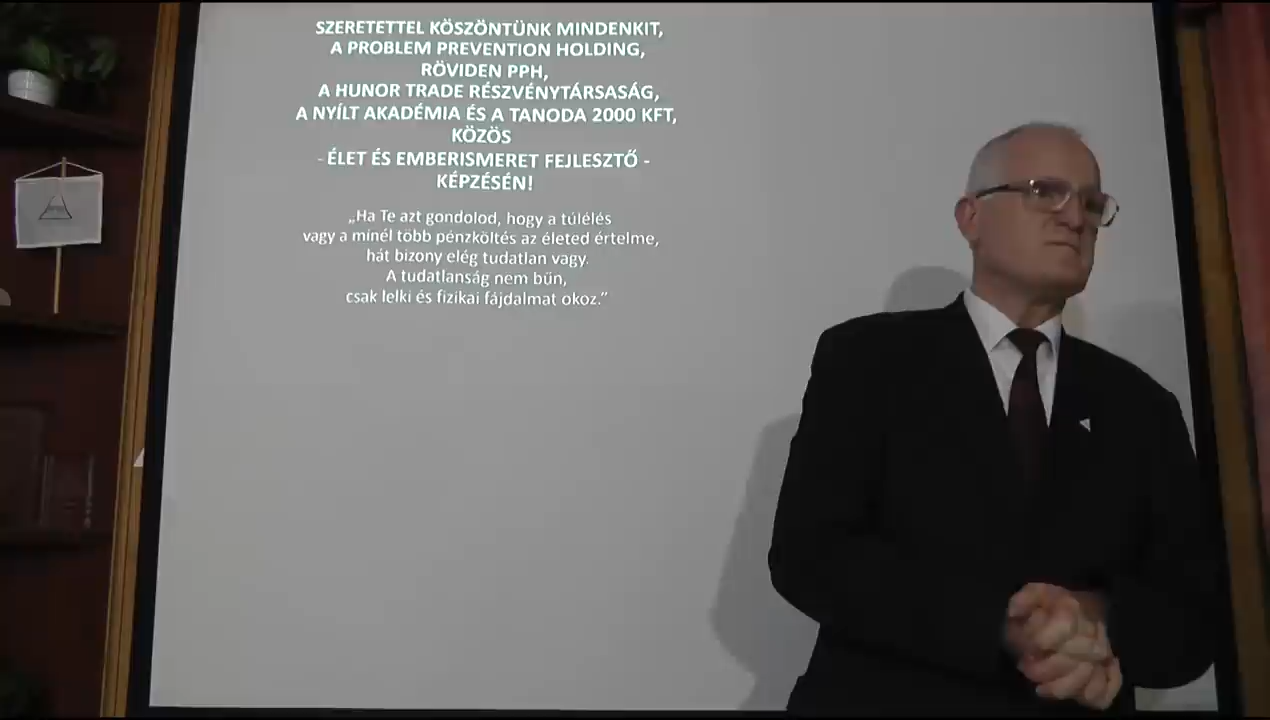 SZERETETTEL KÖSZÖNTÜNK MINDENKIT,
A PROBLEM PREVENTION HOLDING,
RÖVIDEN PPH,
A HUNOR TRADE RÉSZVÉNYTÁRSASÁG,
A NYÍLT AKADÉMIA ÉS A TANODA 2000 KFT,
KÖZÖS
- ÉLET ÉS EMBERISMERET FEJLESZTŐ -
KÉPZÉSÉN!
„Ha Te azt gondolod, hogy a túlélés
vagy a minél több pénzköltés az életed értelme,
hát bizony elég tudatlan vagy.
A tudatlanság nem bűn,
csak lelki és fizikai fájdalmat okoz.”